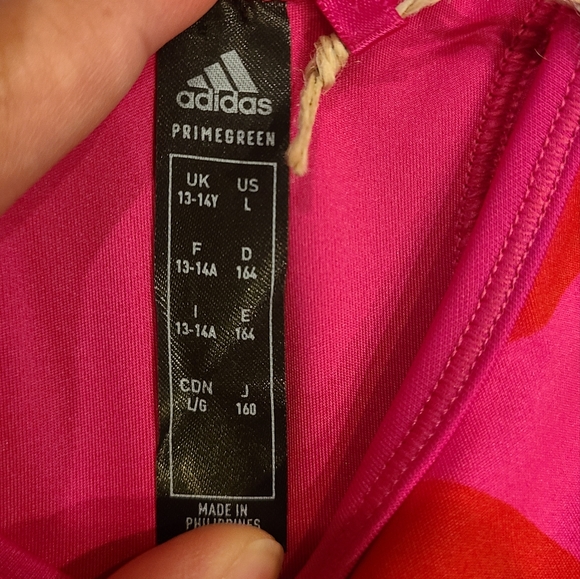 adidas
PRIMEGREEN
UK US
13-14Y L
F D
13-14A 164
I E
13-14A 164
CDN J
L/G 160
MADE IN
PHILIPPINES